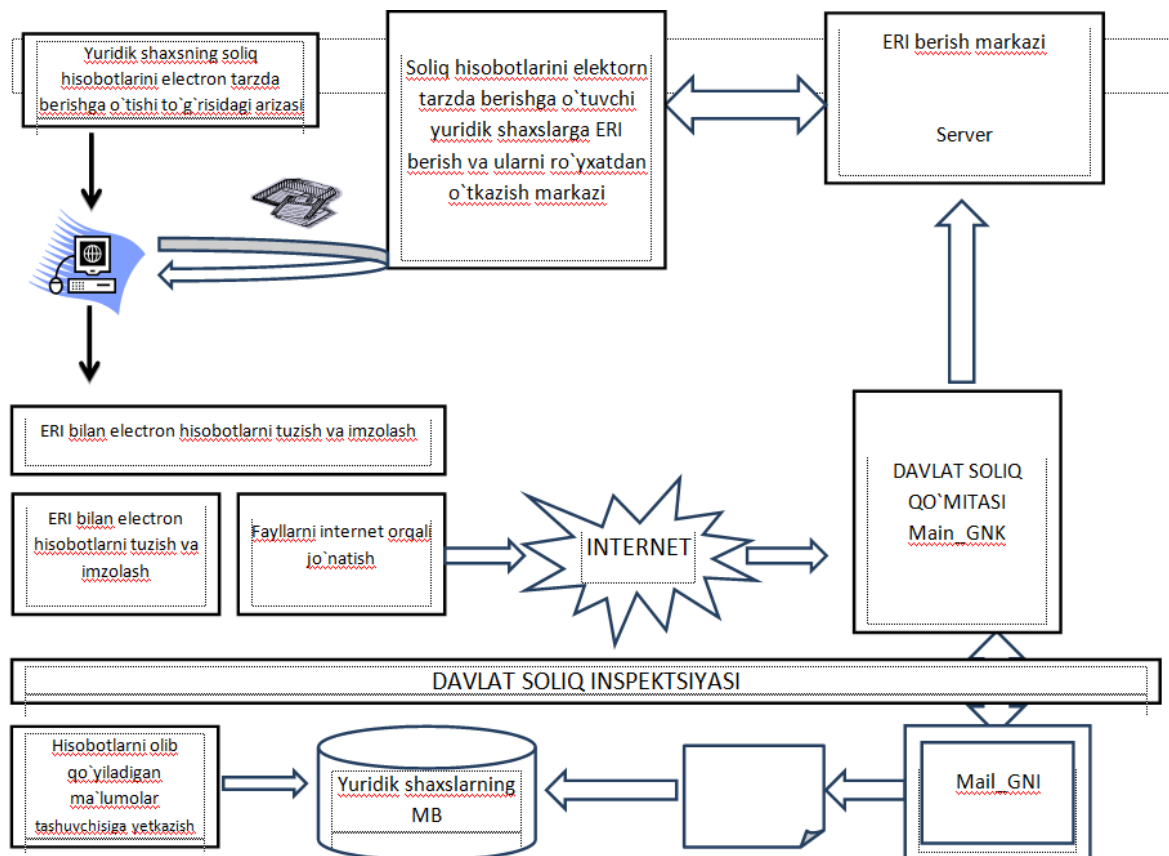 Yuridik shaxsning soliq
hisobotlarini electron tarzda
berishga o`tishi to`g`risidagi arizasi
Soliq hisobotlarini elektorn
tarzda berishga o`tuvchi
yuridik shaxslarga ERI
berish va ularni ro`yxatdan
o`tkazish markazi
ERI berish markazi
Server
ERI bilan electron hisobotlarni tuzish va imzolash
ERI bilan electron
hisobotlarni tuzish va
imzolash
Fayllarni internet orqali
jo`natish
INTERNET
DAVLAT SOLIQ
QO`MITASI
Main_GNK
DAVLAT SOLIQ INSPEKTSIYASI
Hisobotlarni olib
qo`yiladigan
ma`lumolar
tashuvchisiga yetkazish
Yuridik shaxslarning
MB
Mail_GNI